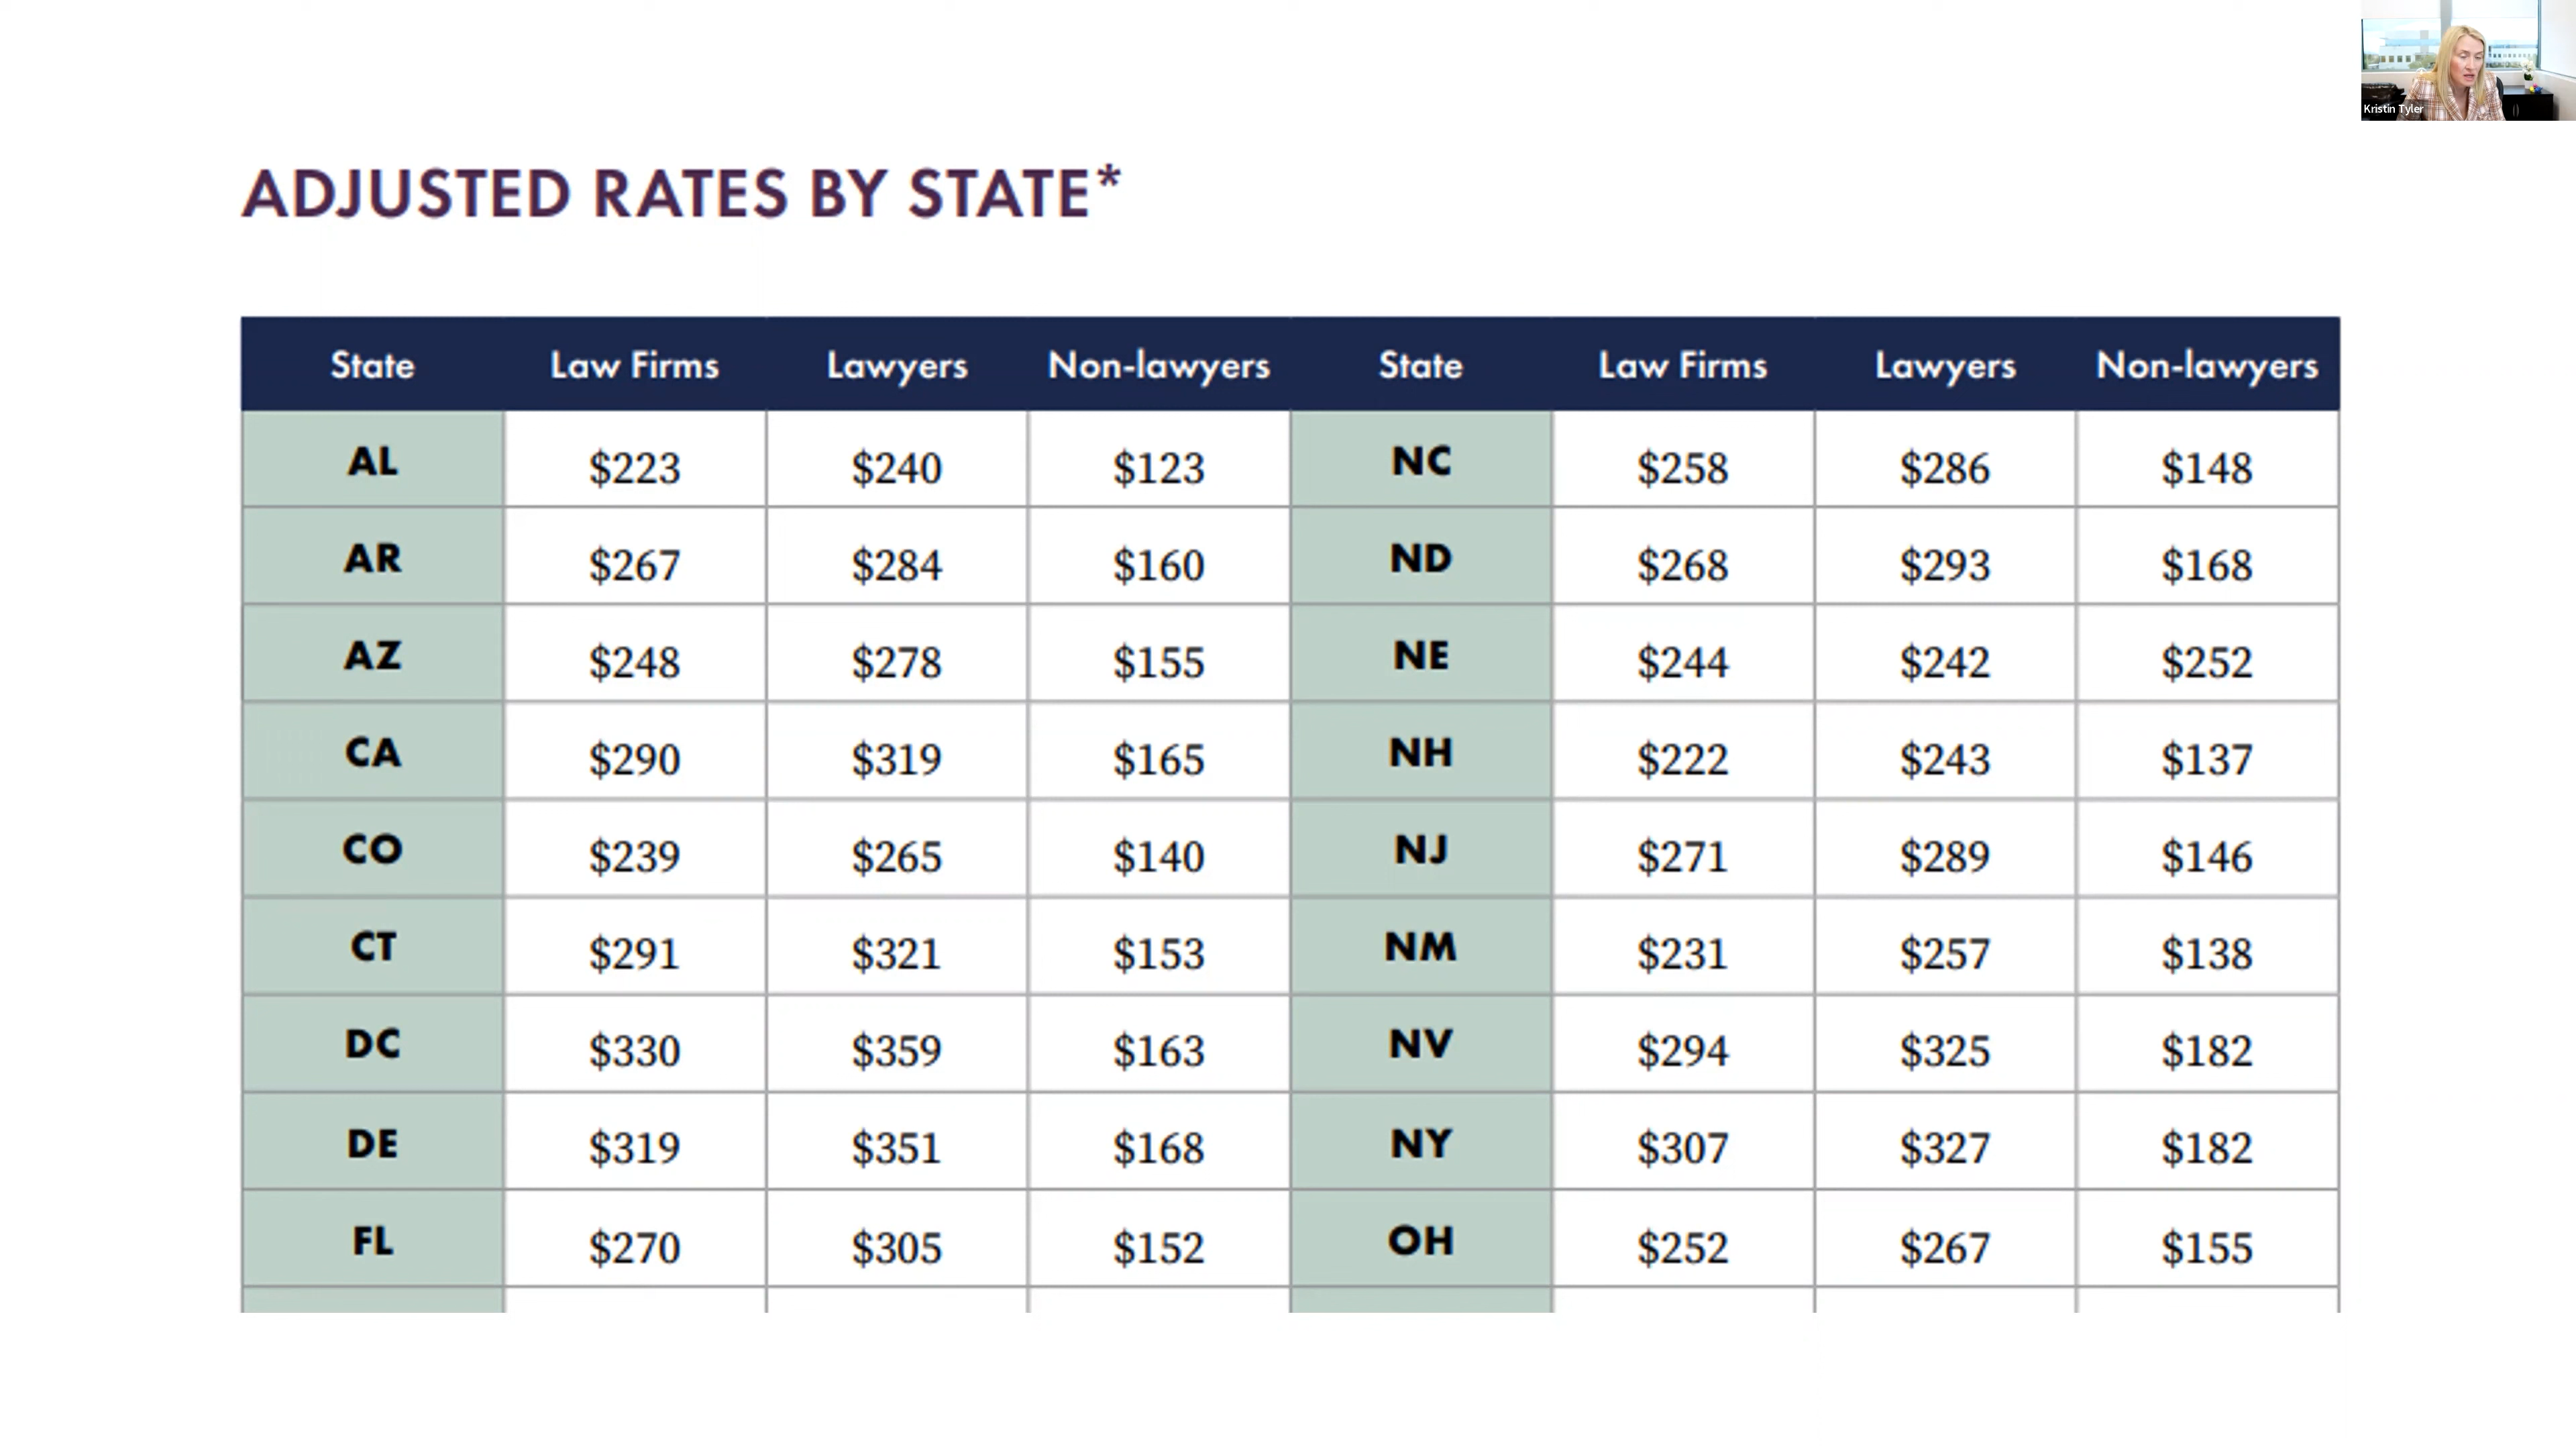 Kristin Tyler
ADJUSTED RATES BY STATE*
State Law Firms Lawyers Non-lawyers State Law Firms Lawyers Non-lawyers
AL $223 $240 $123 NC $258 $286 $148
AR $267 $284 $160 ND $268 $293 $168
AZ $248 $278 $155 NE $244 $242 $252
CA $290 $319 $165 NH $222 $243 $137
CO $239 $265 $140 NJ $271 $289 $146
CT $291 $321 $153 NM $231 $257 $138
DC $330 $359 $163 NV $294 $325 $182
DE $319 $351 $168 NY $307 $327 $182
FL $270 $305 $152 OH $252 $267 $155